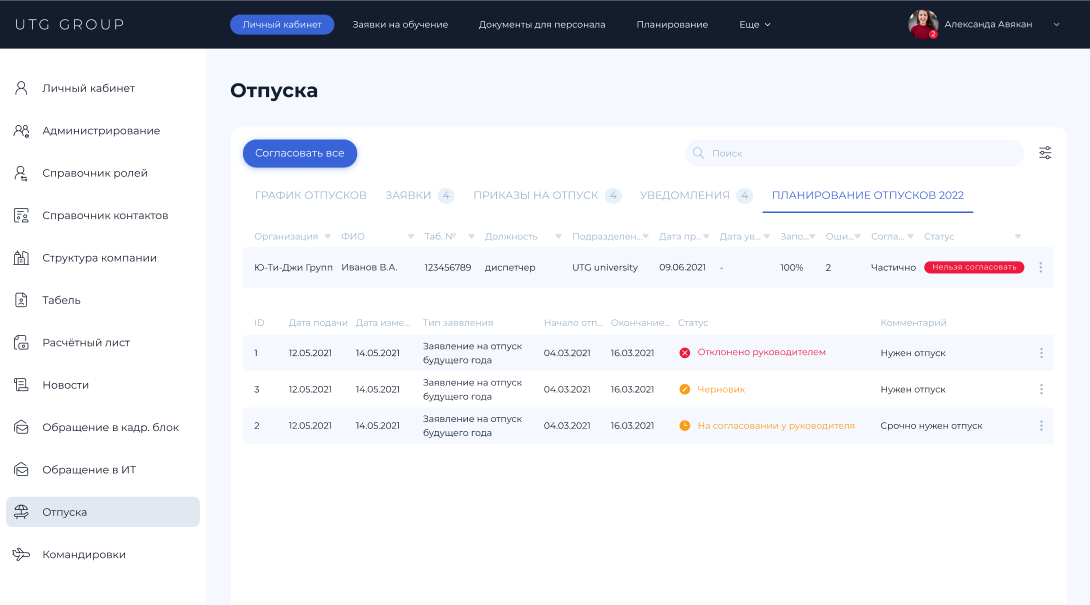 UTG GROUP
Личный кабинет Заявки на обучение Документы для персонала Планирование Еще
2 Александа Авякан
Личный кабинет
Администрирование
Справочник ролей
Справочник контактов
Структура компании
Табель
Расчётный лист
Новости
Обращение в кадр. блок
Обращение в ИТ
Отпуска
Командировки
Отпуска
Согласовать все Поиск
ГРАФИК ОТПУСКОВ ЗАЯВКИ 4 ПРИКАЗЫ НА ОТПУСК 4 УВЕДОМЛЕНИЯ 4 ПЛАНИРОВАНИЕ ОТПУСКОВ 2022
Организация ФИО Таб. № Должность Подразделен... Дата пр... Дата ув... Запо... Оши... Согла... Статус
Ю-Ти-Джи Групп Иванов В.А. 123456789 диспетчер UTG university 09.06.2021 - 100% 2 Частично Нельзя согласовать
ID Дата подачи Дата изме... Тип заявления Начало отп... Окончание... Статус Комментарий
1 12.05.2021 14.05.2021 Заявление на отпуск будущего года 04.03.2021 16.03.2021 Отклонено руководителем Нужен отпуск
3 12.05.2021 14.05.2021 Заявление на отпуск будущего года 04.03.2021 16.03.2021 Черновик Нужен отпуск
2 12.05.2021 14.05.2021 Заявление на отпуск будущего года 04.03.2021 16.03.2021 На согласовании у руководителя Срочно нужен отпуск